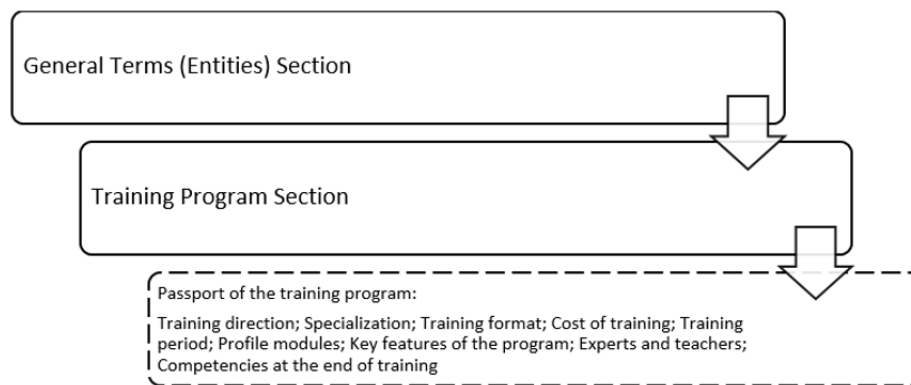 General Terms (Entities) Section
Training Program Section
Passport of the training program:
Training direction; Specialization; Training format; Cost of training; Training
period; Profile modules; Key features of the program; Experts and teachers;
Competencies at the end of training